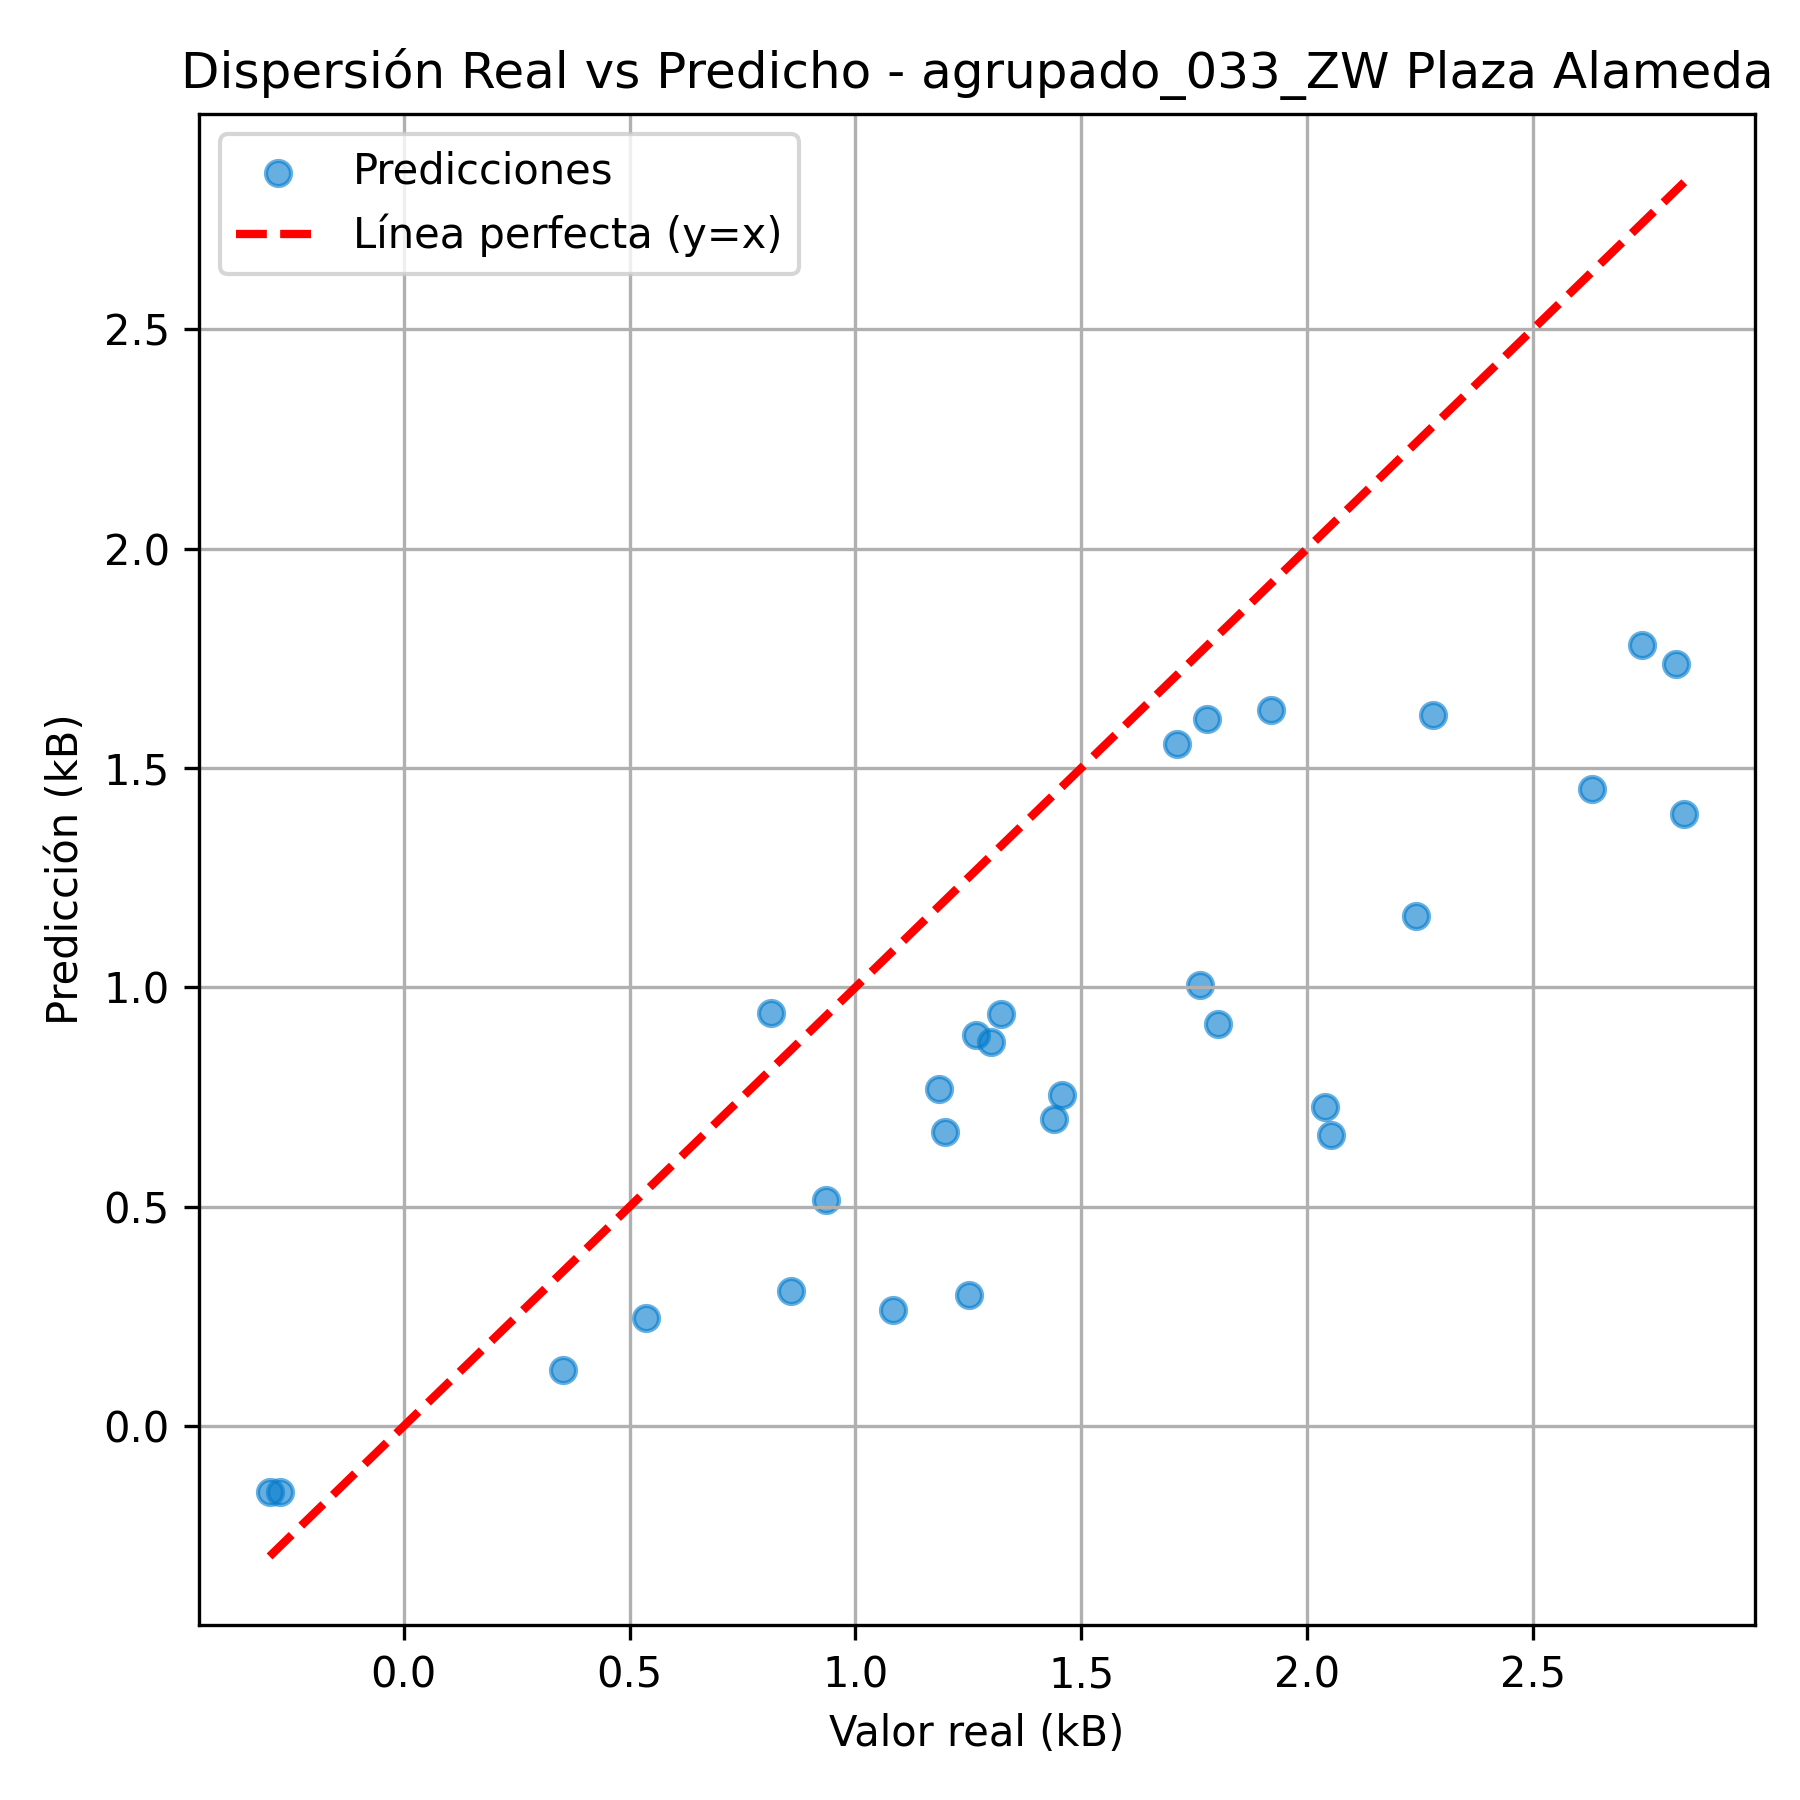 Dispersión Real vs Predicho - agrupado_033_ZW Plaza Alameda
Predicciones
Línea perfecta (y=x)
Predicción (kB)
2.5
2.0
1.5
1.0
0.5
0.0
0.0 0.5 1.0 1.5 2.0 2.5
Valor real (kB)